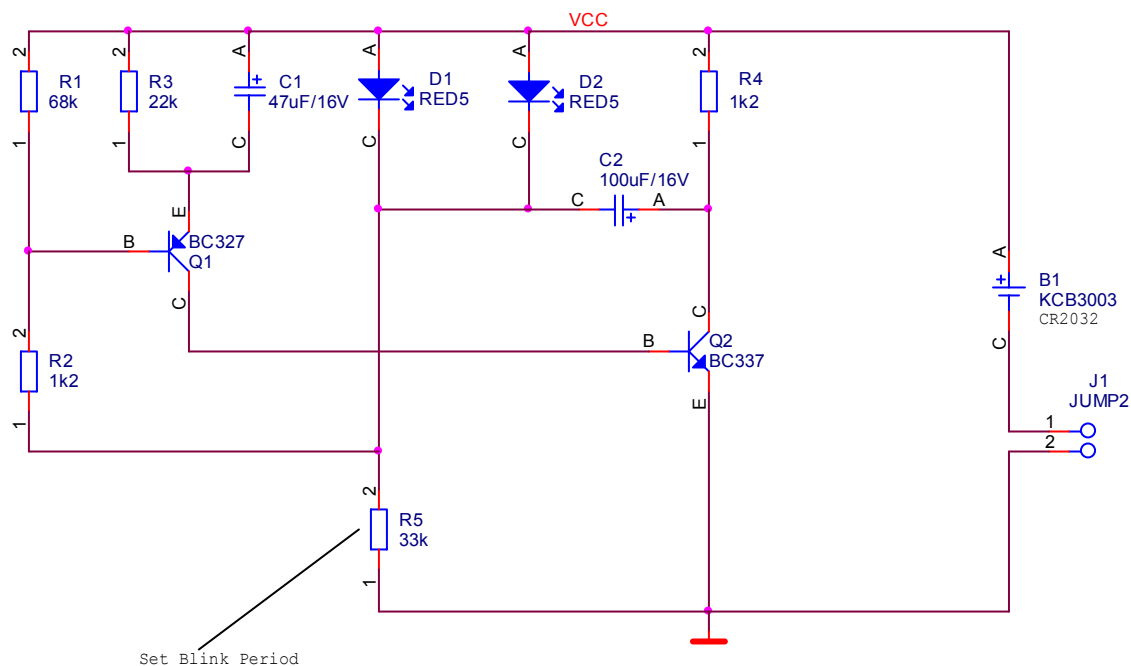 VCC
2
R1
68k
1
2
R3
22k
1
A
C1
47uF/16V
C
A
D1
RED5
C
A
D2
RED5
C
2
R4
1k2
1
C2
100uF/16V
C
A
E
B
BC327
Q1
C
A
B1
KCB3003
CR2032
C
2
R2
1k2
1
B
C
Q2
BC337
E
J1
JUMP2
1
2
2
R5
33k
1
Set Blink Period